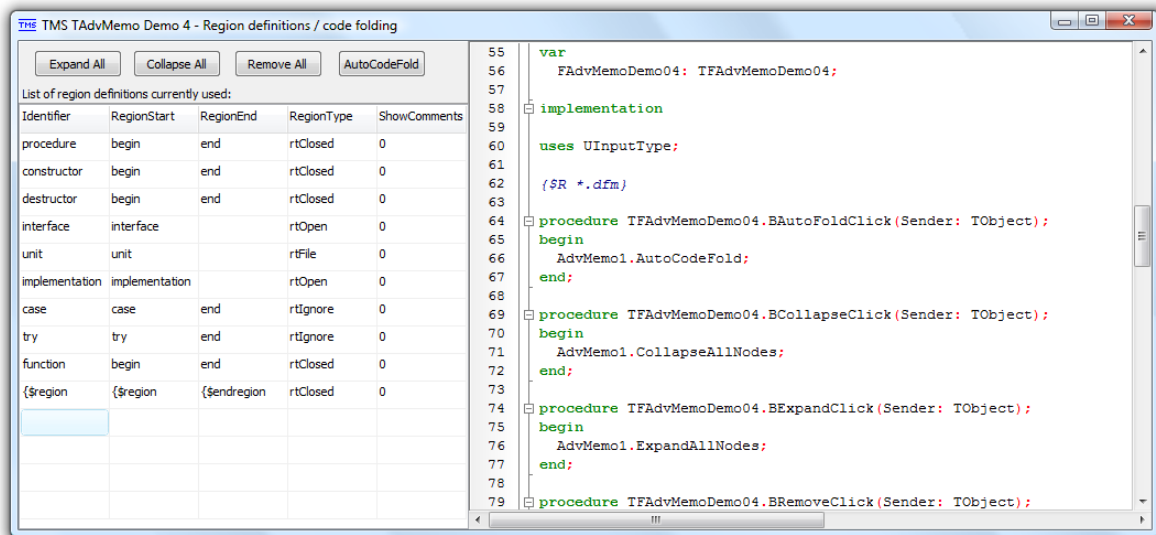 TMS TMS TAdvMemo Demo 4 - Region definitions / code folding
Expand All Collapse All Remove All AutoCodeFold
List of region definitions currently used:
Identifier RegionStart RegionEnd RegionType ShowComments
procedure begin end rtClosed 0
constructor begin end rtClosed 0
destructor begin end rtClosed 0
interface interface rtOpen 0
unit unit rtFile 0
implementation implementation rtOpen 0
case case end rtIgnore 0
try try end rtIgnore 0
function begin end rtClosed 0
{$region {$region {$endregion rtClosed 0
55 var
56 FAdvMemoDemo04: TFAdvMemoDemo04;
57
58 implementation
59
60 uses UInputType;
61
62 {$R *.dfm}
63
64 procedure TFAdvMemoDemo04.BAutoFoldClick(Sender: TObject);
65 begin
66 AdvMemo1.AutoCodeFold;
67 end;
68
69 procedure TFAdvMemoDemo04.BCollapseClick(Sender: TObject);
70 begin
71 AdvMemo1.CollapseAllNodes;
72 end;
73
74 procedure TFAdvMemoDemo04.BExpandClick(Sender: TObject);
75 begin
76 AdvMemo1.ExpandAllNodes;
77 end;
78
79 procedure TFAdvMemoDemo04.BRemoveClick(Sender: TObject);